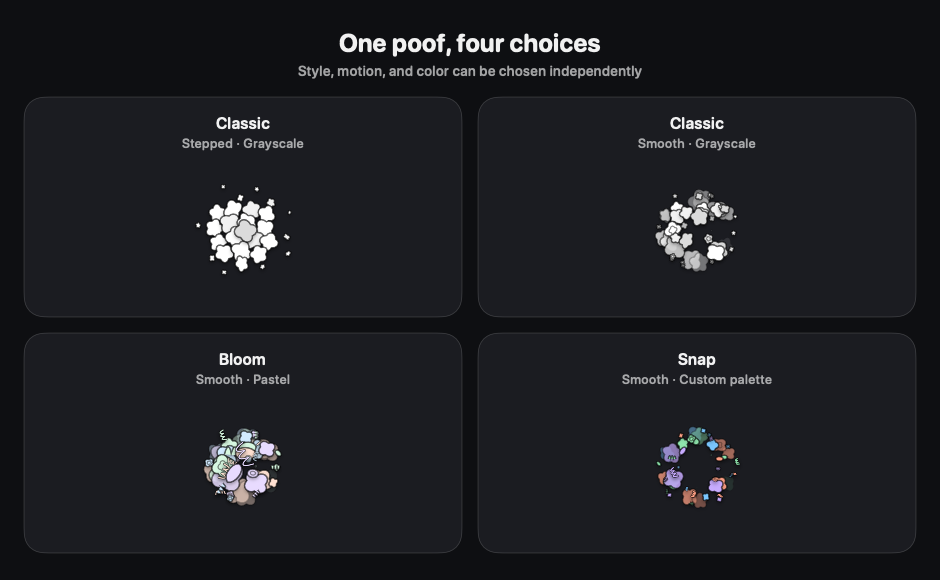 One poof, four choices
Style, motion, and color can be chosen independently
Classic
Stepped · Grayscale
Classic
Smooth · Grayscale
Bloom
Smooth · Pastel
Snap
Smooth · Custom palette